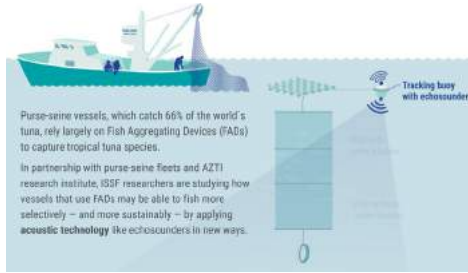 Tracking buoy
with echosounder
Purse-seine vessels, which catch 66% of the world's
tuna, rely largely on Fish Aggregating Devices (FADs)
to capture tropical tuna species.
In partnership with purse-seine fleets and AZTI
research institute, ISSF researchers are studying how
vessels that use FADs may be able to fish more
selectively — and more sustainably — by applying
acoustic technology like echosounders in new ways.